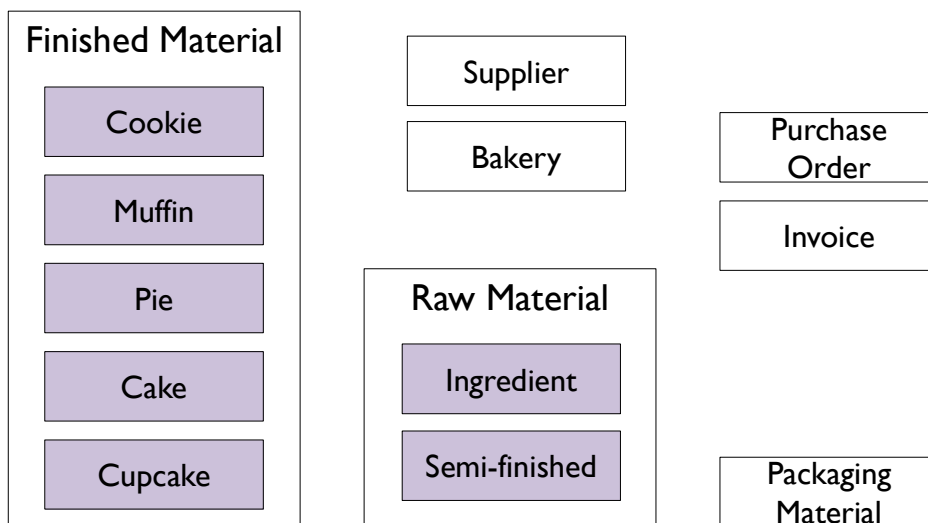 Finished Material
Cookie
Muffin
Pie
Cake
Cupcake
Supplier
Bakery
Raw Material
Ingredient
Semi-finished
Purchase
Order
Invoice
Packaging
Material